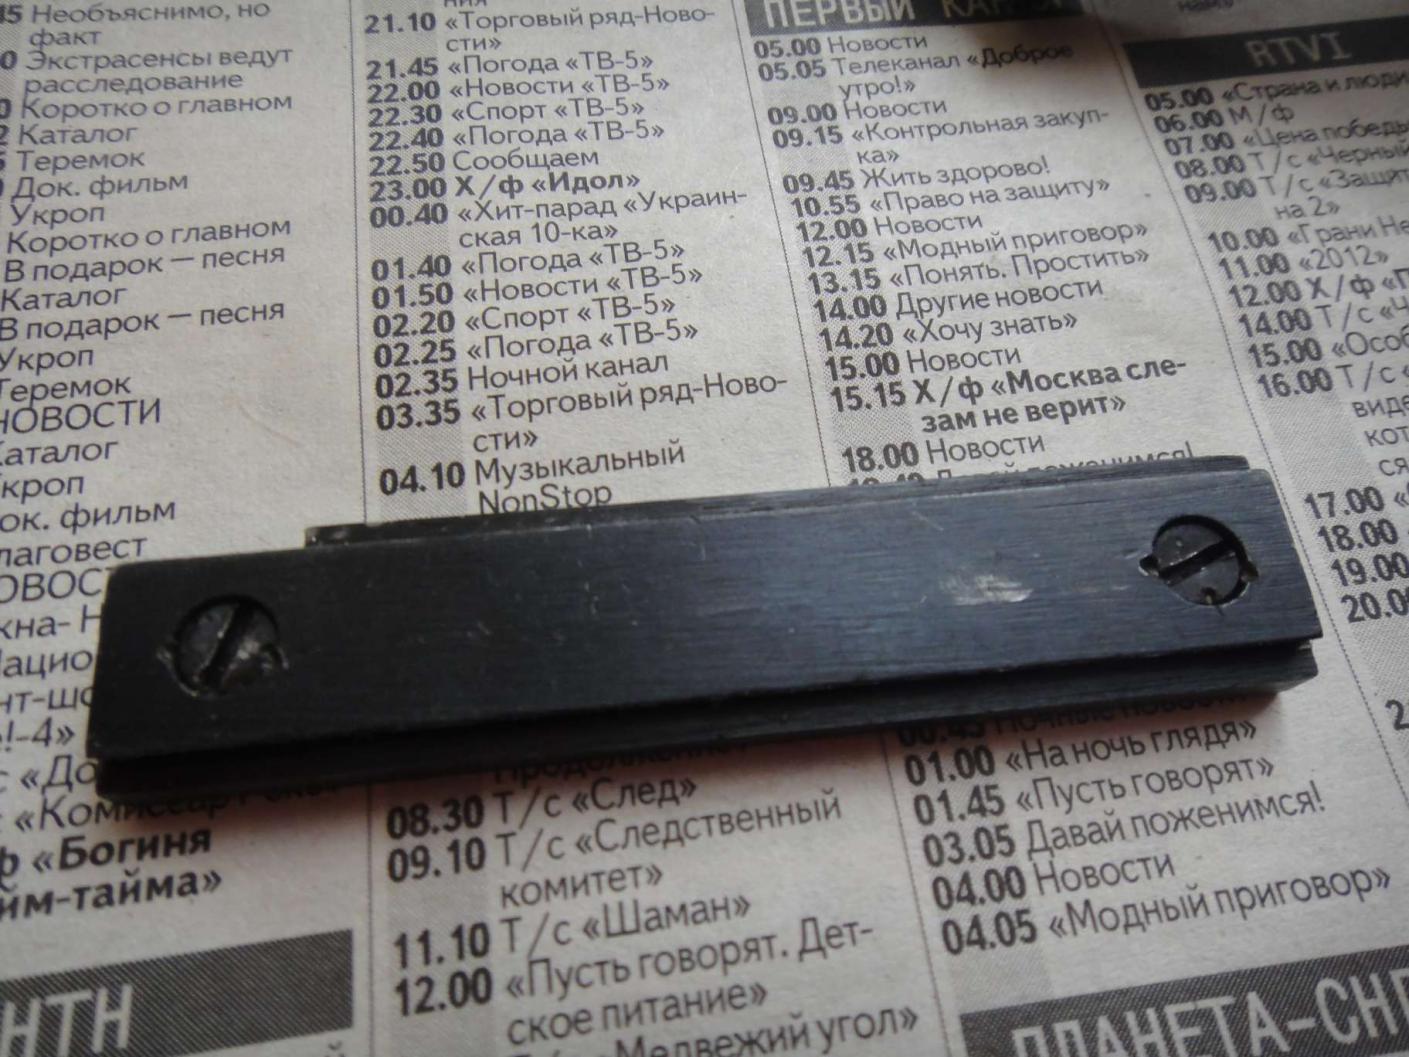 Необъяснимо, но
факт
Экстрасенсы ведут
расследование
Коротко о главном
Каталог
Теремок
Док. фильм
Укроп
Коротко о главном
В подарок — песня
Каталог
В подарок — песня
Укроп
Теремок
НОВОСТИ
21.10 «Торговый ряд-Ново-
сти»
21.45 «Погода «ТВ-5»
22.00 «Новости «ТВ-5»
22.30 «Спорт «ТВ-5»
22.40 «Погода «ТВ-5»
22.50 Сообщаем
23.00 Х/ф «Идол»
00.40 «Хит-парад «Украин-
ская 10-ка»
01.40 «Погода «ТВ-5»
01.50 «Новости «ТВ-5»
02.20 «Спорт «ТВ-5»
02.25 «Погода «ТВ-5»
02.35 Ночной канал
03.35 «Торговый ряд-Ново-
сти»
04.10 Музыкальный
NonStop
08.30 Т/с «След»
09.10 Т/с «Следственный
комитет»
11.10 Т/с «Шаман»
12.00 «Пусть говорят. Дет-
ское питание»
«Медвежий угол»
ПЕРВЫЙ
05.00 Новости
05.05 Телеканал «Доброе
утро!»
09.00 Новости
09.15 «Контрольная закуп-
ка»
09.45 Жить здорово!
10.55 «Право на защиту»
12.00 Новости
12.15 «Модный приговор»
13.15 «Понять. Простить»
14.00 Другие новости
14.20 «Хочу знать»
15.00 Новости
15.15 Х/ф «Москва сле-
зам не верит»
18.00 Новости
01.00 «На ночь глядя»
01.45 «Пусть говорят»
03.05 Давай поженимся!
04.00 Новости
04.05 «Модный приговор»
RTVI
05.00 «Страна и люди
06.00 М/ф
07.00 «Цена победы
08.00 Т/с «Черный
09.00 Т/с
на 2»
10.00 «Грани
11.00 «2012»
12.00 Х/ф
14.00 Т/с
15.00
16.00 Т/с
17.00
18.00
19.00
ф «Богиня
йм-тайма»
НТН
ПЛАНЕТА-СНГ